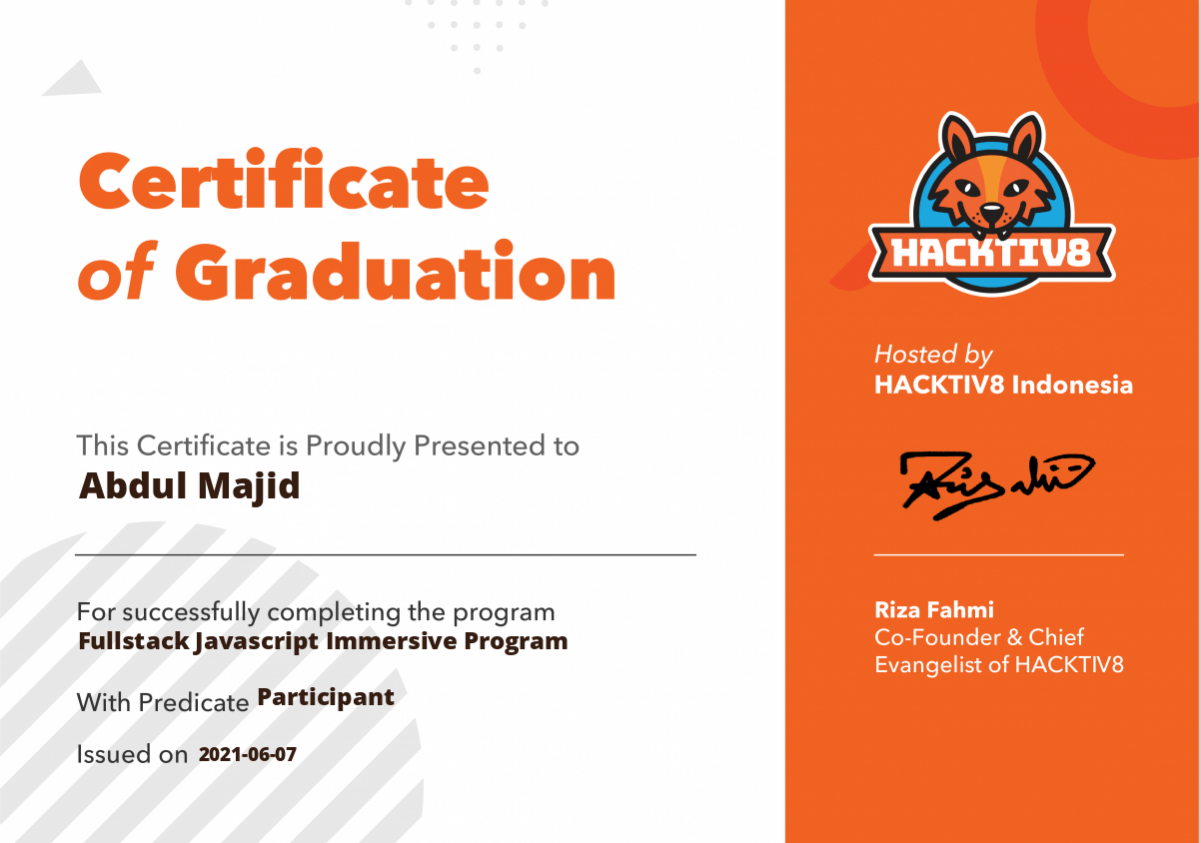 Certificate
of Graduation
This Certificate is Proudly Presented to
Abdul Majid
For successfully completing the program
Fullstack Javascript Immersive Program
With Predicate Participant
Issued on 2021-06-07
HACKTIV8
Hosted by
HACKTIV8 Indonesia
Riza Fahmi
Co-Founder & Chief
Evangelist of HACKTIV8